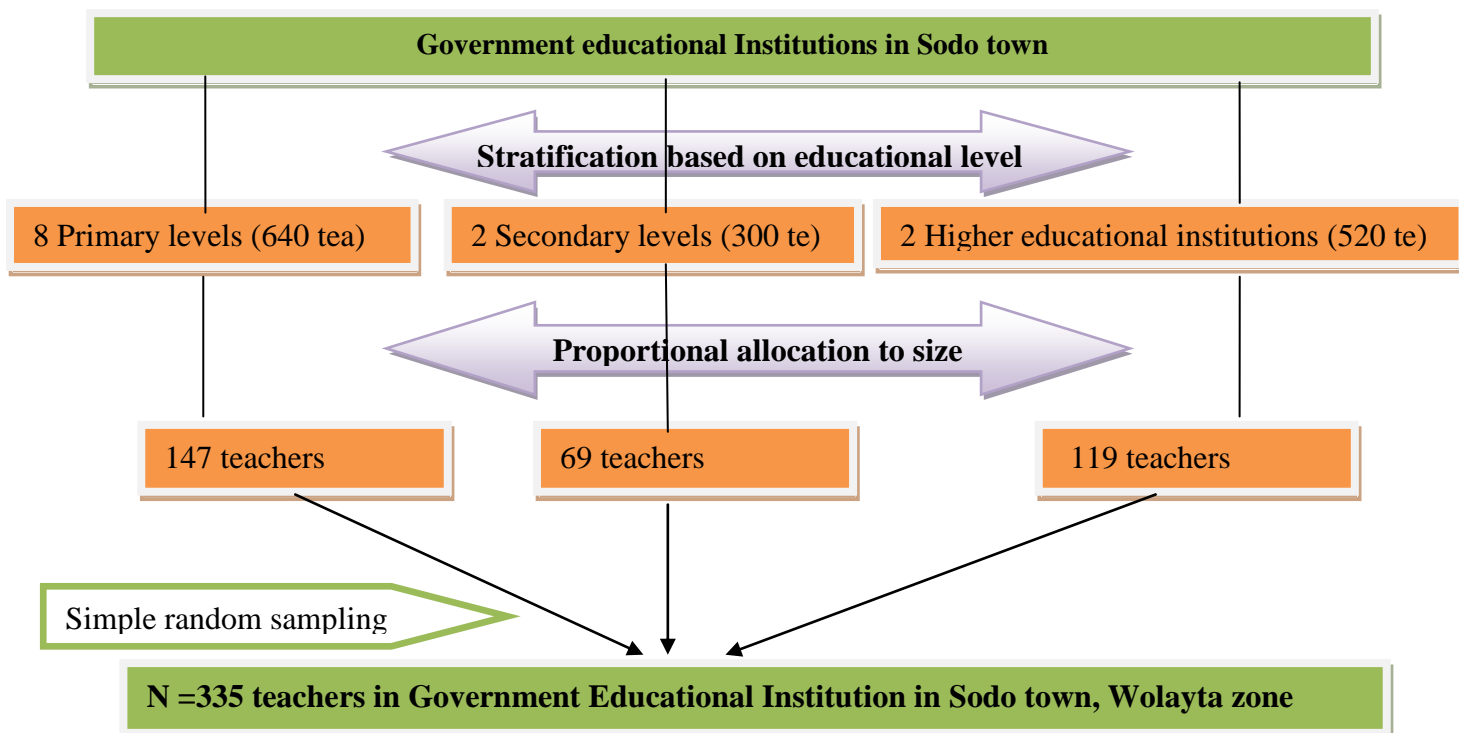 Government educational Institutions in Sodo town
Stratification based on educational level
8 Primary levels (640 tea)
2 Secondary levels (300 te)
2 Higher educational institutions (520 te)
Proportional allocation to size
147 teachers
69 teachers
119 teachers
Simple random sampling
N =335 teachers in Government Educational Institution in Sodo town, Wolayta zone